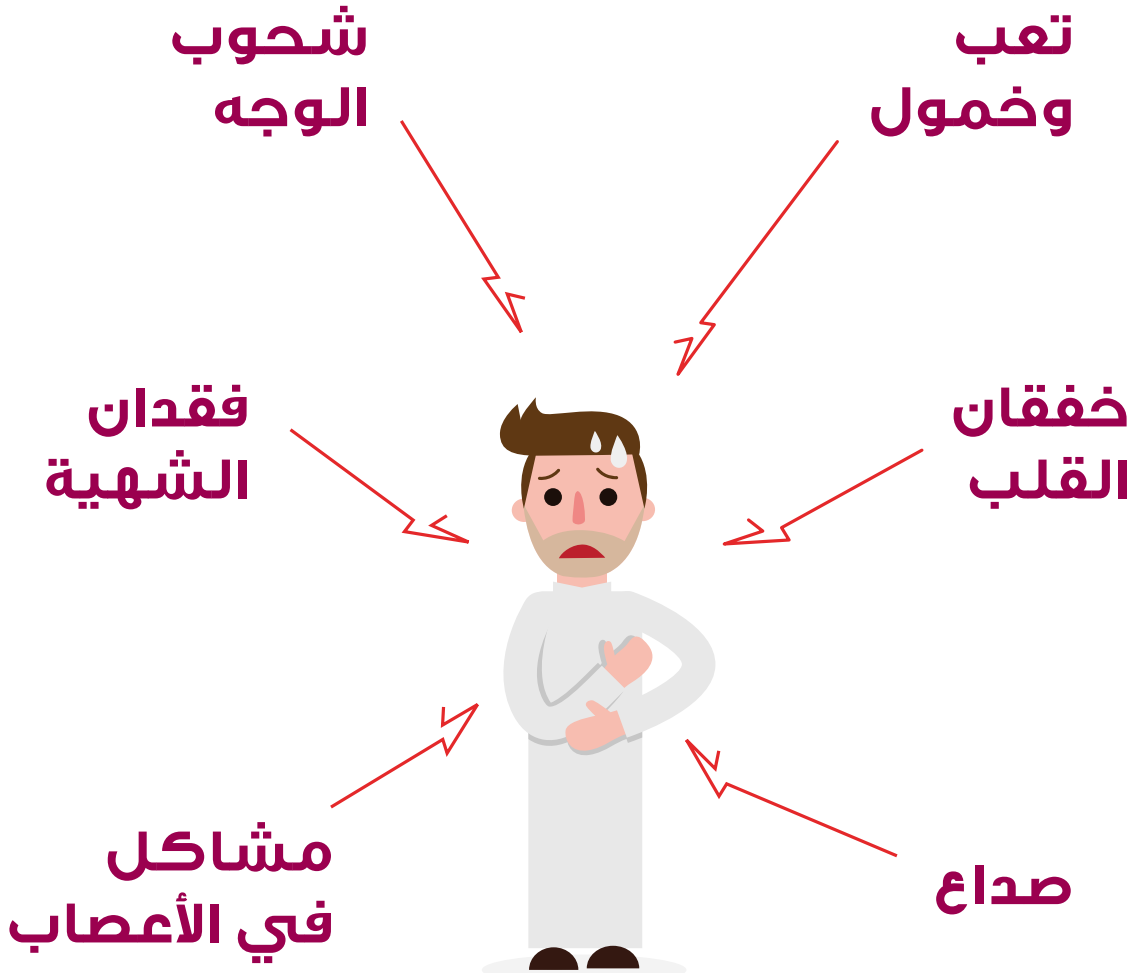 تعب
وخمول
شحوب
الوجه
خفقان
القلب
فقدان
الشهية
صداع
مشاكل
في الأعصاب